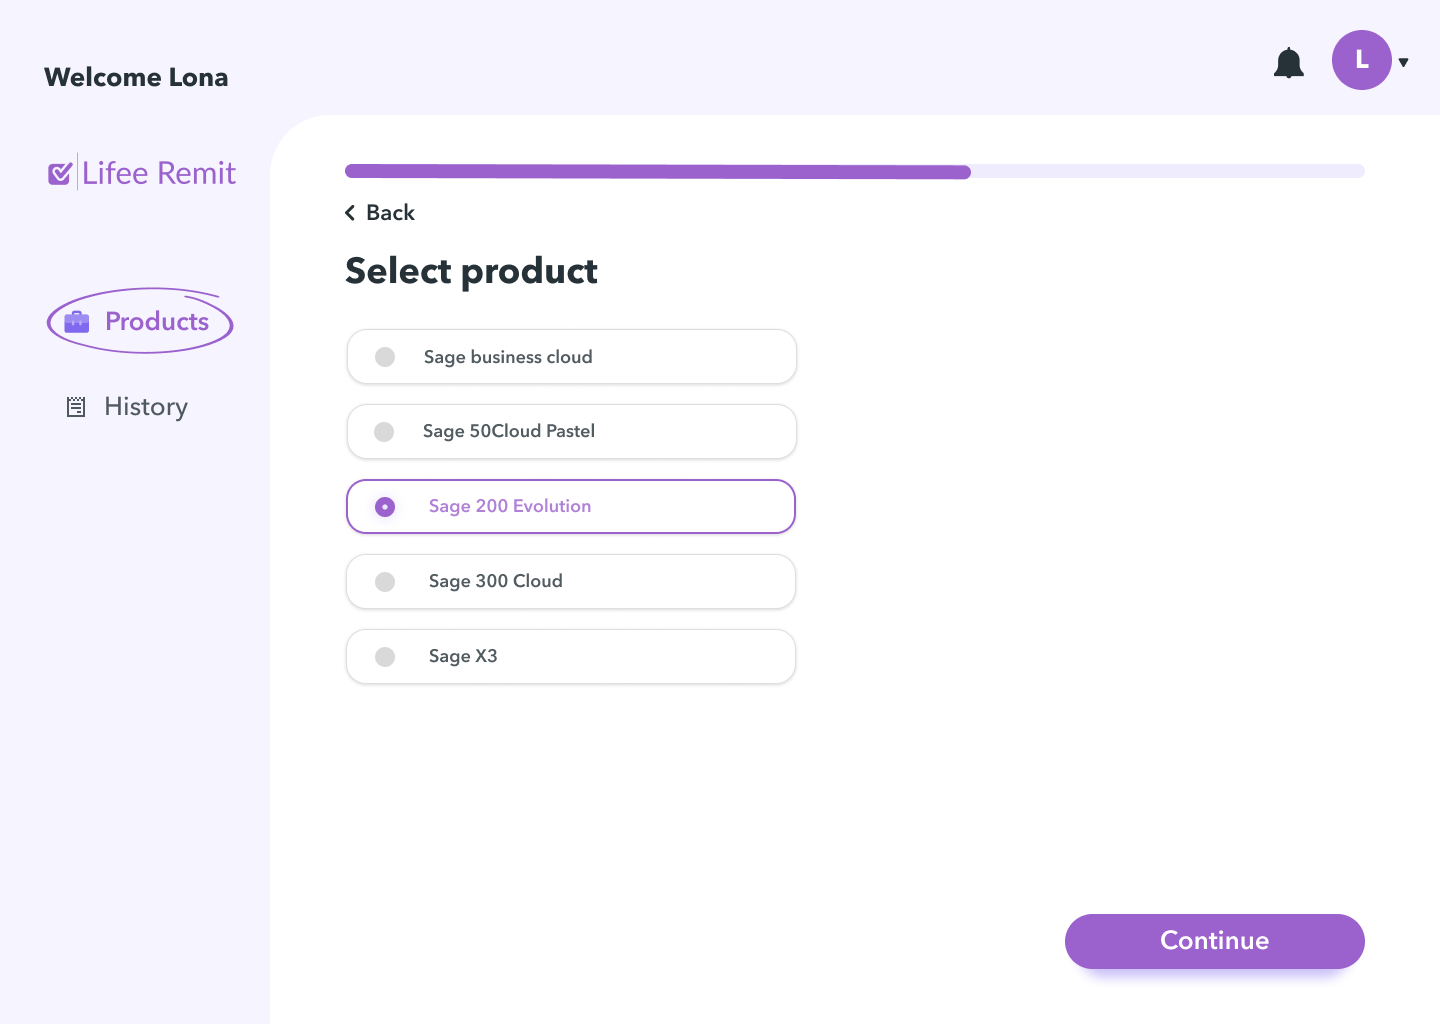 Welcome Lona
L
Lifee Remit
Products
History
Back
Select product
Sage business cloud
Sage 50Cloud Pastel
Sage 200 Evolution
Sage 300 Cloud
Sage X3
Continue